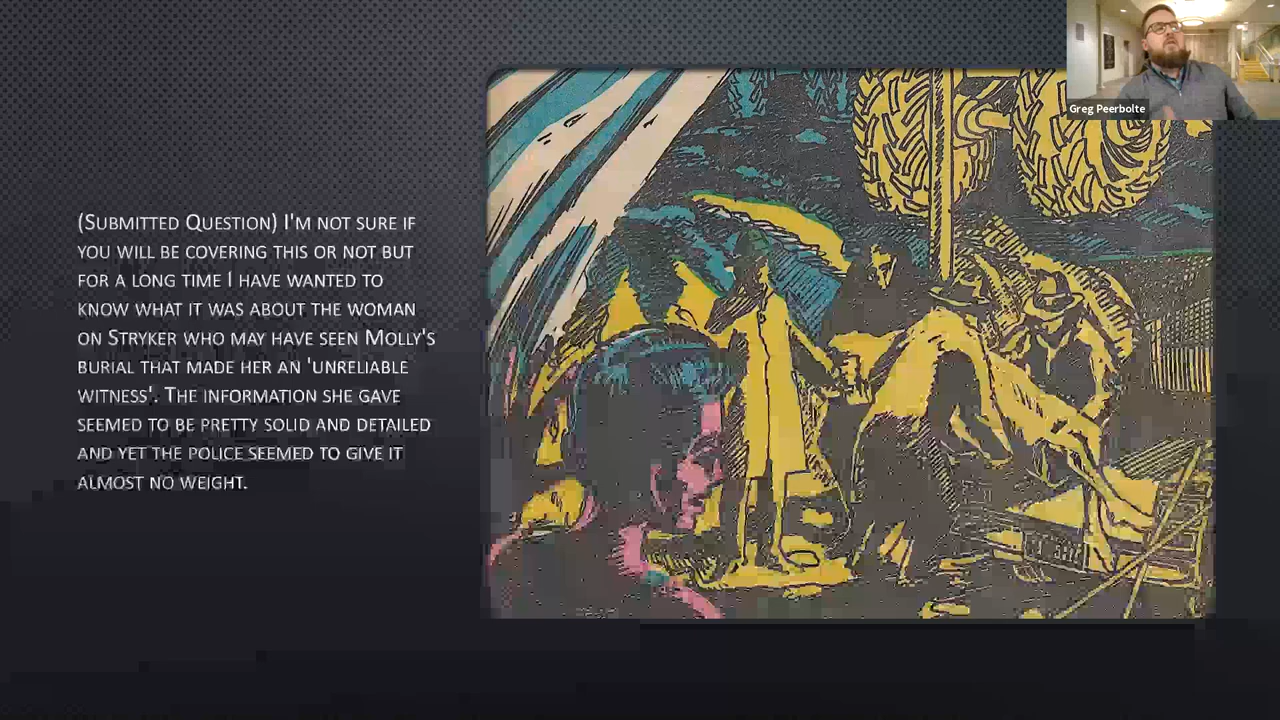 (Submitted Question) I'm not sure if
you will be covering this or not but
for a long time I have wanted to
know what it was about the woman
on Stryker who may have seen Molly's
burial that made her an 'unreliable
witness'. The information she gave
seemed to be pretty solid and detailed
and yet the police seemed to give it
almost no weight.
Greg Peerbolte